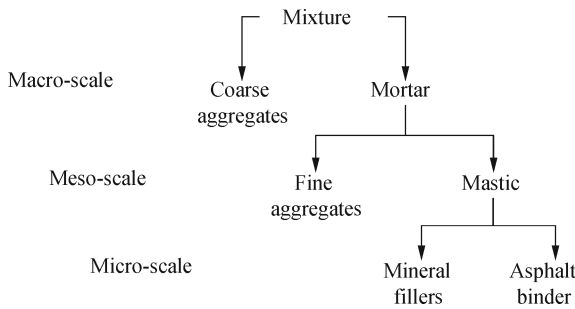 Mixture
Macro-scale
Coarse
aggregates
Mortar
Meso-scale
Fine
aggregates
Mastic
Micro-scale
Mineral
fillers
Asphalt
binder